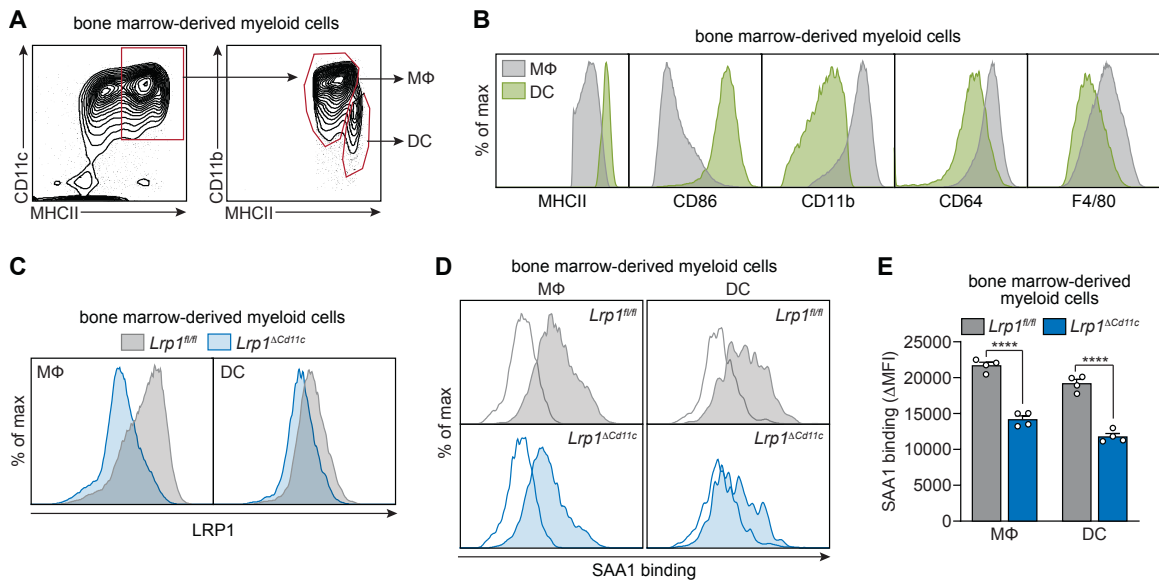 A
bone marrow-derived myeloid cells
CD11c
MHCII
CD11b
MHCII
MΦ
DC
B
bone marrow-derived myeloid cells
MΦ
DC
% of max
MHCII
CD86
CD11b
CD64
F4/80
C
bone marrow-derived myeloid cells
Lrp1fl/fl
Lrp1ΔCd11c
MΦ
DC
% of max
LRP1
D
bone marrow-derived myeloid cells
MΦ
DC
Lrp1fl/fl
Lrp1fl/fl
Lrp1ΔCd11c
Lrp1ΔCd11c
% of max
SAA1 binding
E
bone marrow-derived
myeloid cells
Lrp1fl/fl
Lrp1ΔCd11c
SAA1 binding (ΔMFI)
25000
20000
15000
10000
5000
0
****
****
MΦ
DC